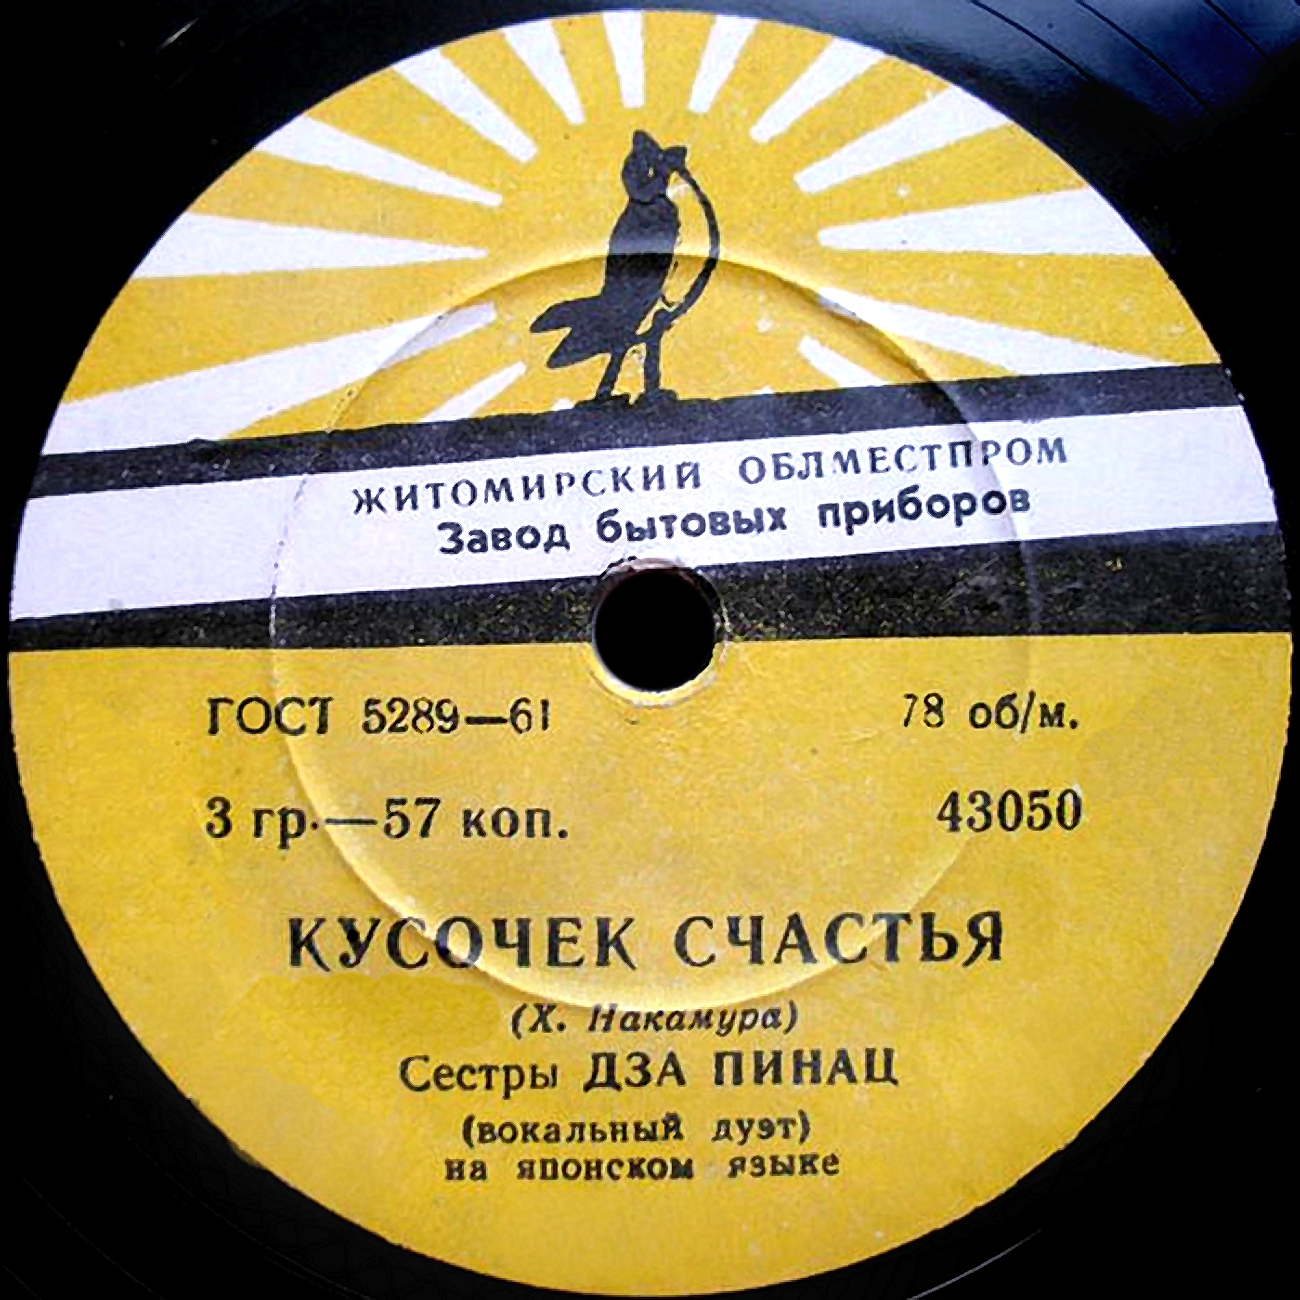 ЖИТОМИРСКИЙ ОБЛМЕСТПРОМ
Завод бытовых приборов
ГОСТ 5289—61 78 об/м.
3 гр.—57 коп. 43050
КУСОЧЕК СЧАСТЬЯ
(Х. Накамура)
Сестры ДЗА ПИНАЦ
(вокальный дуэт)
на японском языке